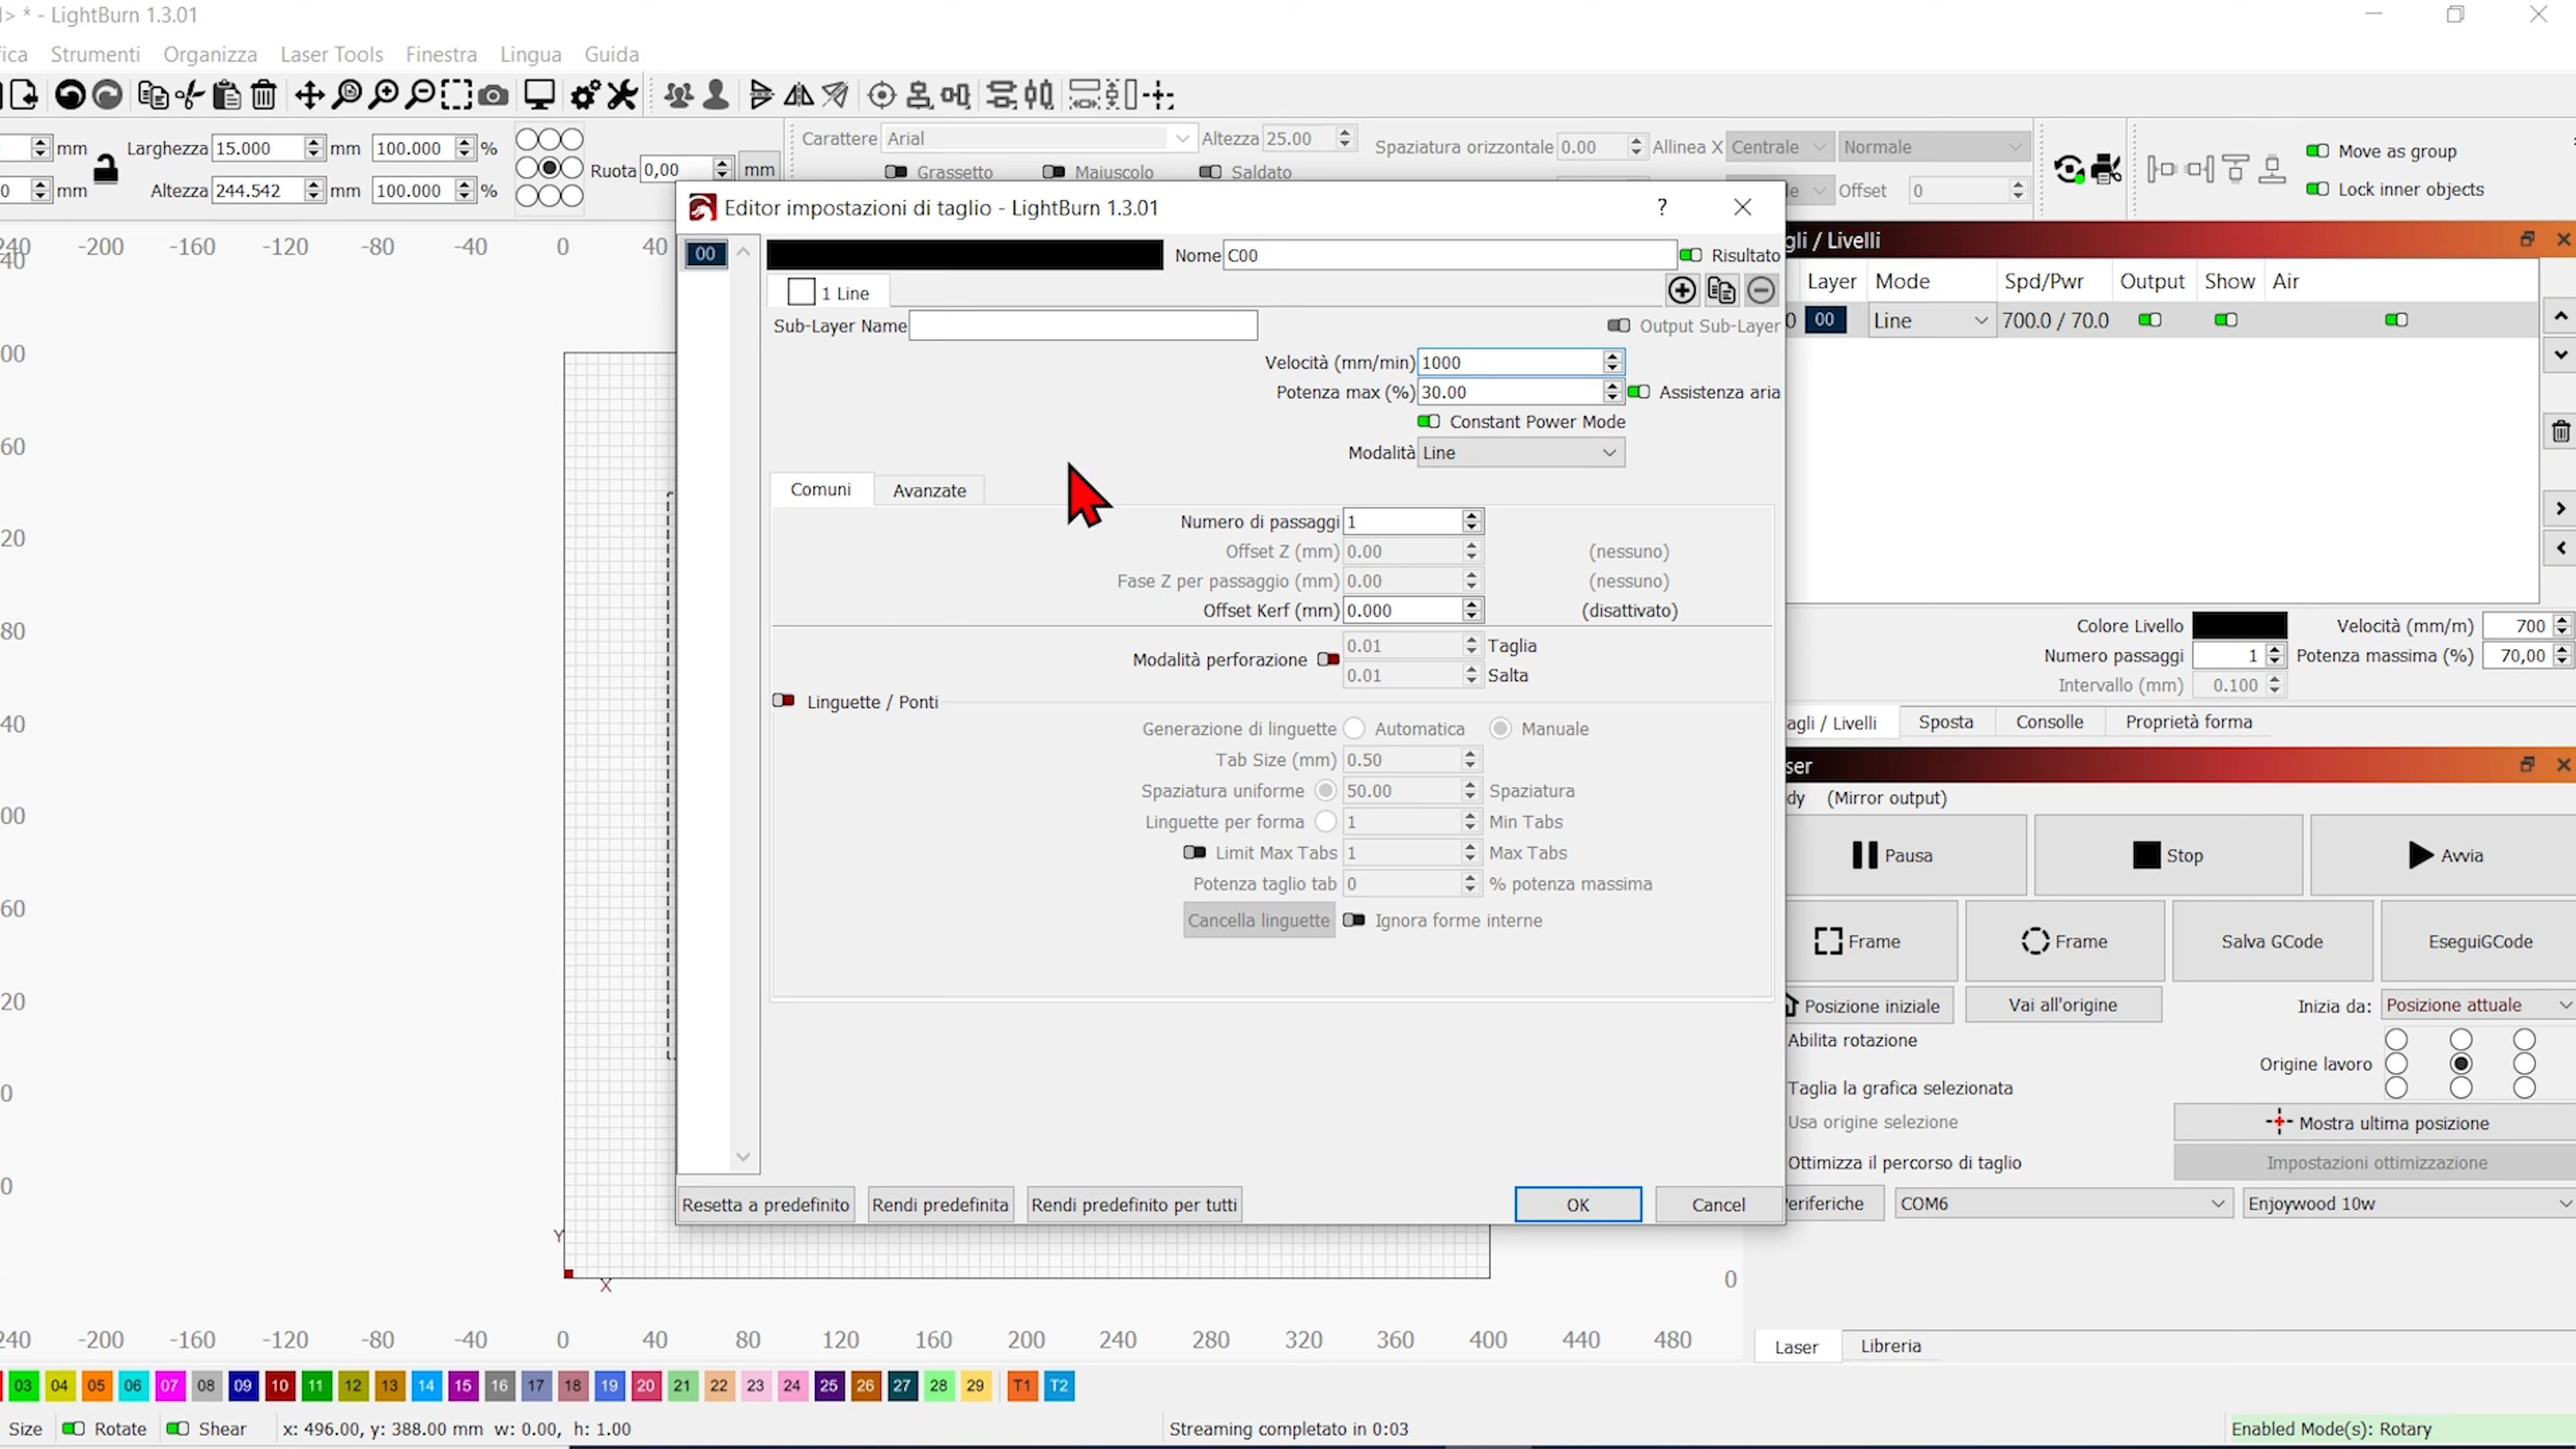 > * - LightBurn 1.3.01
ica Strumenti Organizza Laser Tools Finestra Lingua Guida
mm Larghezza 15.000 mm 100.000 %
0 mm Altezza 244.542 mm 100.000 %
Ruota 0,00 mm
Carattere Arial Altezza 25.00 Spaziatura orizzontale 0.00 Allinea X Centrale Normale
Grassetto Maiuscolo Saldato
le Offset 0
Move as group
Lock inner objects
240 -200 -160 -120 -80 -40 0 40
40
00
60
20
80
40
00
60
20
0
0
Editor impostazioni di taglio - LightBurn 1.3.01 ?
00 Nome C00 Risultato
1 Line
Sub-Layer Name Output Sub-Layer
Velocità (mm/min) 1000
Potenza max (%) 30.00 Assistenza aria
Constant Power Mode
Modalità Line
Comuni Avanzate
Numero di passaggi 1
Offset Z (mm) 0.00 (nessuno)
Fase Z per passaggio (mm) 0.00 (nessuno)
Offset Kerf (mm) 0.000 (disattivato)
Modalità perforazione 0.01 Taglia
0.01 Salta
Linguette / Ponti
Generazione di linguette Automatica Manuale
Tab Size (mm) 0.50
Spaziatura uniforme 50.00 Spaziatura
Linguette per forma 1 Min Tabs
Limit Max Tabs 1 Max Tabs
Potenza taglio tab 0 % potenza massima
Cancella linguette Ignora forme interne
Resetta a predefinito Rendi predefinita Rendi predefinito per tutti OK Cancel
gli / Livelli
Layer Mode Spd/Pwr Output Show Air
0 00 Line 700.0 / 70.0
Colore Livello Velocità (mm/m) 700
Numero passaggi 1 Potenza massima (%) 70,00
Intervallo (mm) 0.100
agli / Livelli Sposta Consolle Proprietà forma
ser
dy (Mirror output)
Pausa Stop Avvia
Frame Frame Salva GCode EseguiGCode
Posizione iniziale Vai all'origine Inizia da: Posizione attuale
Abilita rotazione
Origine lavoro
Taglia la grafica selezionata
Usa origine selezione Mostra ultima posizione
Ottimizza il percorso di taglio Impostazioni ottimizzazione
Periferiche COM6 Enjoywood 10w
Y
X
0
240 -200 -160 -120 -80 -40 0 40 80 120 160 200 240 280 320 360 400 440 480
Laser Libreria
03 04 05 06 07 08 09 10 11 12 13 14 15 16 17 18 19 20 21 22 23 24 25 26 27 28 29 T1 T2
Size Rotate Shear x: 496.00, y: 388.00 mm w: 0.00, h: 1.00 Streaming completato in 0:03 Enabled Mode(s): Rotary